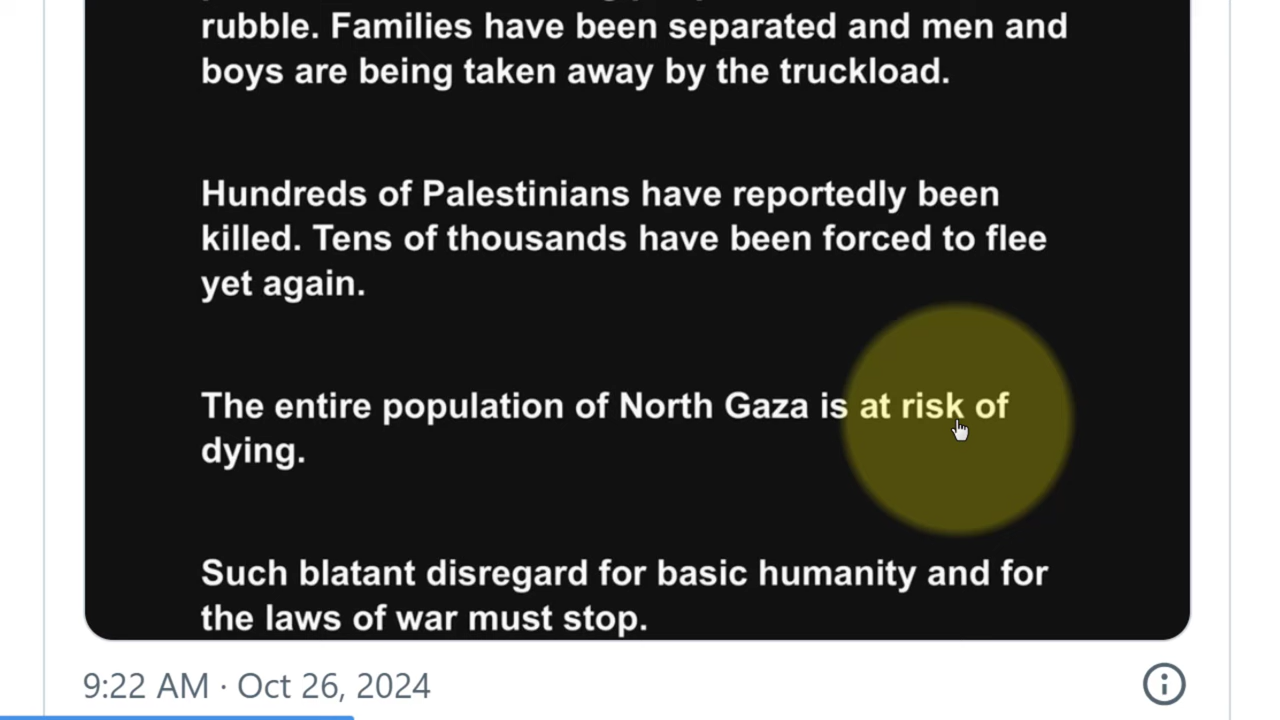 rubble. Families have been separated and men and
boys are being taken away by the truckload.
Hundreds of Palestinians have reportedly been
killed. Tens of thousands have been forced to flee
yet again.
The entire population of North Gaza is at risk of
dying.
Such blatant disregard for basic humanity and for
the laws of war must stop.
9:22 AM · Oct 26, 2024